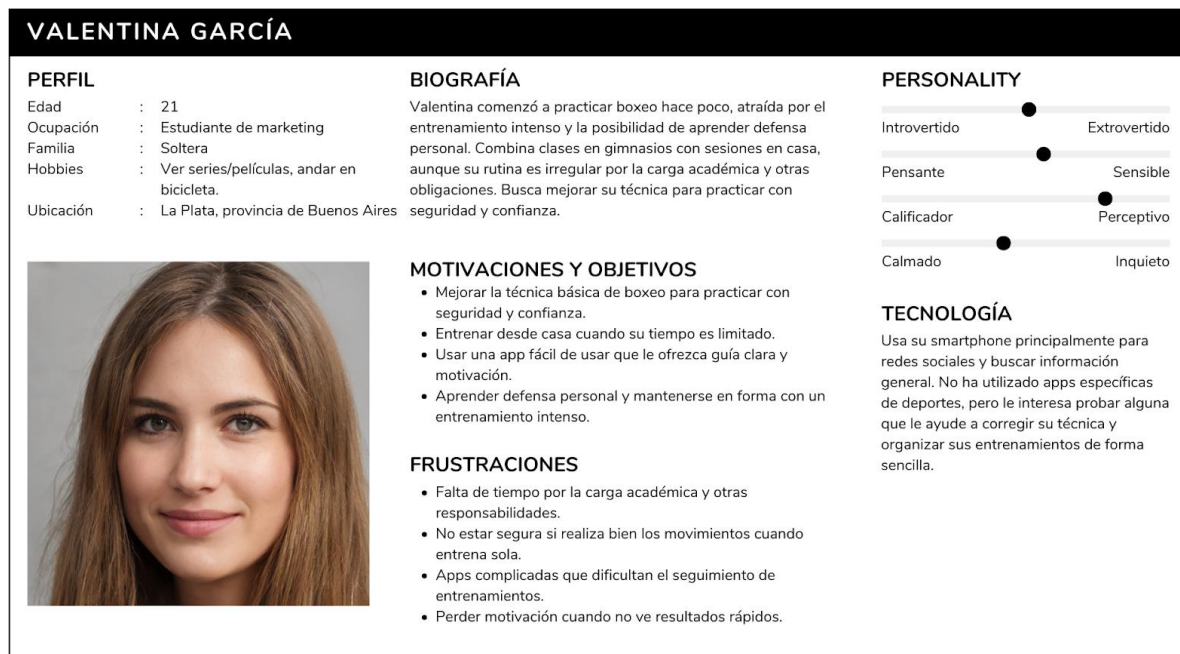 VALENTINA GARCÍA
PERFIL
Edad : 21
Ocupación : Estudiante de marketing
Familia : Soltera
Hobbies : Ver series/películas, andar en
bicicleta.
Ubicación : La Plata, provincia de Buenos Aires
BIOGRAFÍA
Valentina comenzó a practicar boxeo hace poco, atraída por el
entrenamiento intenso y la posibilidad de aprender defensa
personal. Combina clases en gimnasios con sesiones en casa,
aunque su rutina es irregular por la carga académica y otras
obligaciones. Busca mejorar su técnica para practicar con
seguridad y confianza.
MOTIVACIONES Y OBJETIVOS
• Mejorar la técnica básica de boxeo para practicar con
seguridad y confianza.
• Entrenar desde casa cuando su tiempo es limitado.
• Usar una app fácil de usar que le ofrezca guía clara y
motivación.
• Aprender defensa personal y mantenerse en forma con un
entrenamiento intenso.
FRUSTRACIONES
• Falta de tiempo por la carga académica y otras
responsabilidades.
• No estar segura si realiza bien los movimientos cuando
entrena sola.
• Apps complicadas que dificultan el seguimiento de
entrenamientos.
• Perder motivación cuando no ve resultados rápidos.
PERSONALITY
Introvertido Extrovertido
Pensante Sensible
Calificador Perceptivo
Calmado Inquieto
TECNOLOGÍA
Usa su smartphone principalmente para
redes sociales y buscar información
general. No ha utilizado apps específicas
de deportes, pero le interesa probar alguna
que le ayude a corregir su técnica y
organizar sus entrenamientos de forma
sencilla.